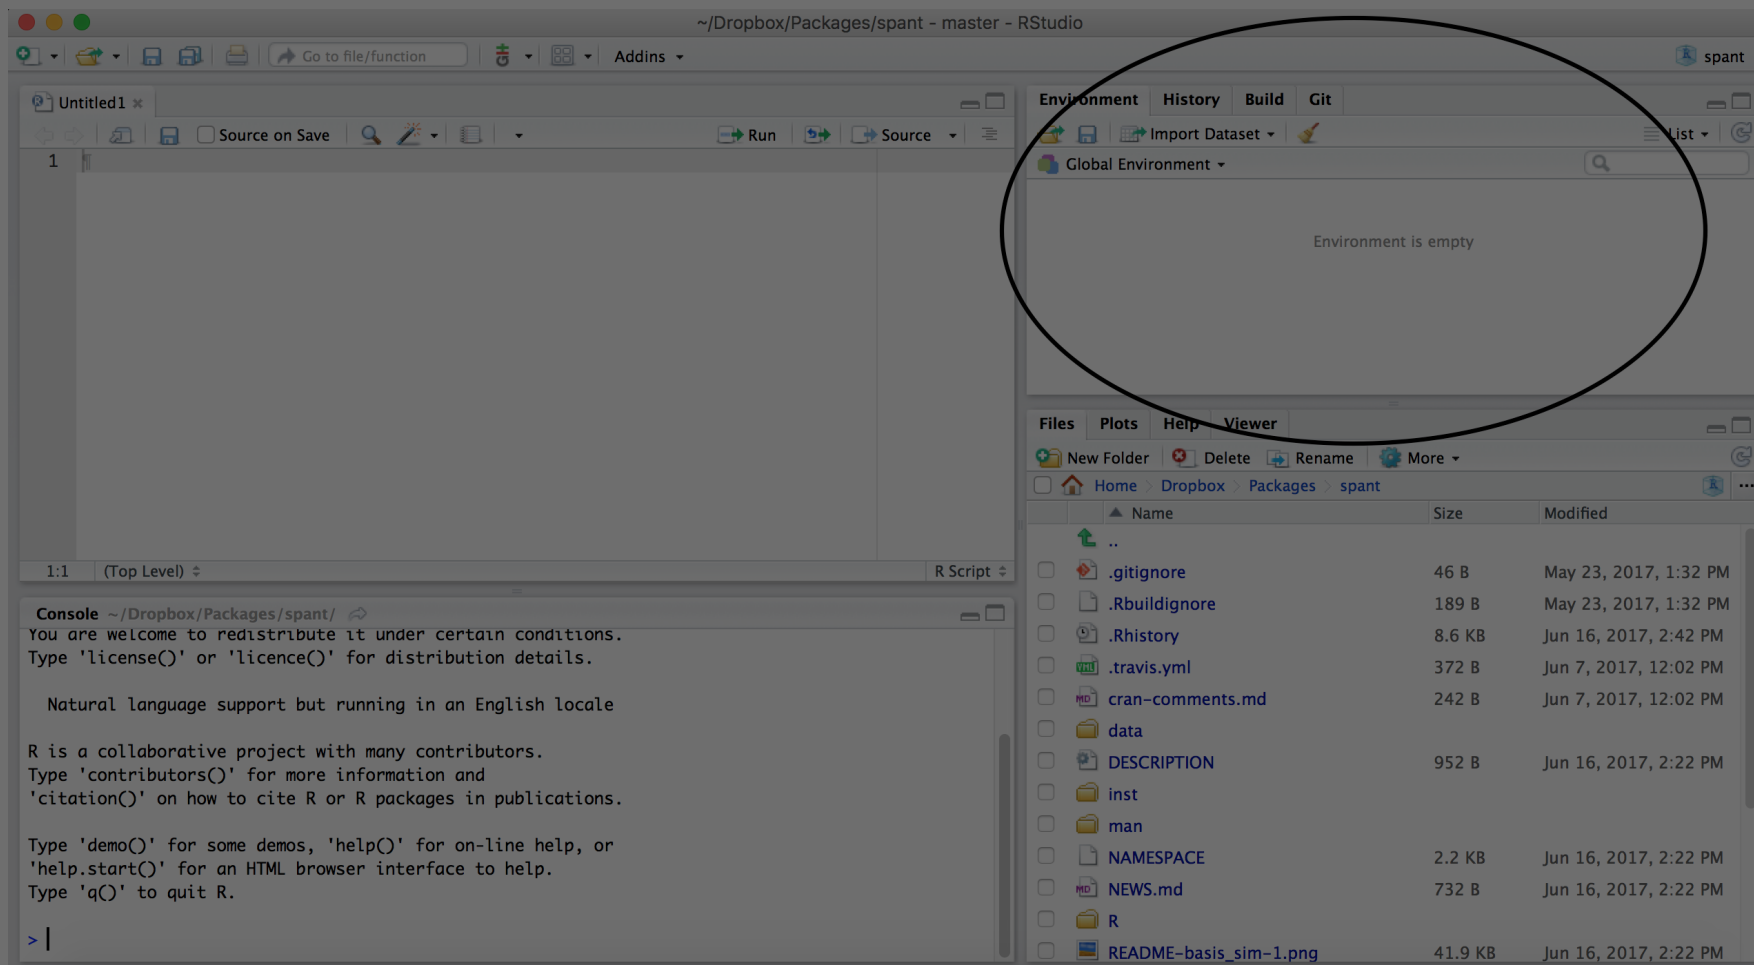 ~/Dropbox/Packages/spant - master - RStudio
Go to file/function
Addins
spant
Untitled1
Source on Save
Run
Source
1
1:1 (Top Level)
R Script
Console ~/Dropbox/Packages/spant/
You are welcome to redistribute it under certain conditions.
Type 'license()' or 'licence()' for distribution details.
Natural language support but running in an English locale
R is a collaborative project with many contributors.
Type 'contributors()' for more information and
'citation()' on how to cite R or R packages in publications.
Type 'demo()' for some demos, 'help()' for on-line help, or
'help.start()' for an HTML browser interface to help.
Type 'q()' to quit R.
>
Environment History Build Git
Import Dataset
List
Global Environment
Environment is empty
Files Plots Help Viewer
New Folder Delete Rename More
Home Dropbox Packages spant
Name Size Modified
..
.gitignore 46 B May 23, 2017, 1:32 PM
.Rbuildignore 189 B May 23, 2017, 1:32 PM
.Rhistory 8.6 KB Jun 16, 2017, 2:42 PM
.travis.yml 372 B Jun 7, 2017, 12:02 PM
cran-comments.md 242 B Jun 7, 2017, 12:02 PM
data
DESCRIPTION 952 B Jun 16, 2017, 2:22 PM
inst
man
NAMESPACE 2.2 KB Jun 16, 2017, 2:22 PM
NEWS.md 732 B Jun 16, 2017, 2:22 PM
R
README-basis_sim-1.png 41.9 KB Jun 16, 2017, 2:22 PM